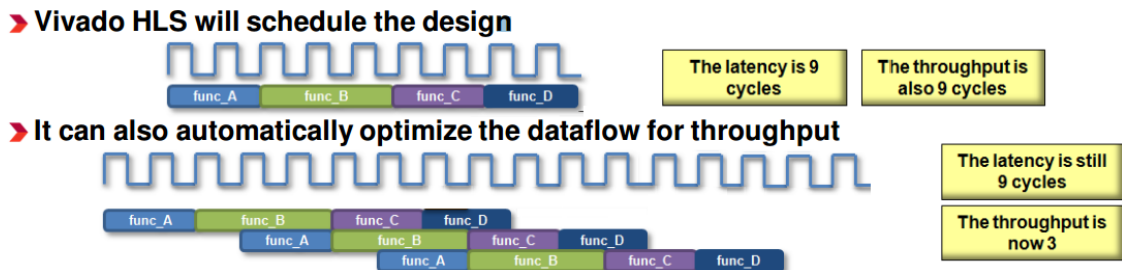 Vivado HLS will schedule the design
func_A func_B func_C func_D
The latency is 9
cycles
The throughput is
also 9 cycles
It can also automatically optimize the dataflow for throughput
func_A func_B func_C func_D
func_A func_B func_C func_D
func_A func_B func_C func_D
The latency is still
9 cycles
The throughput is
now 3